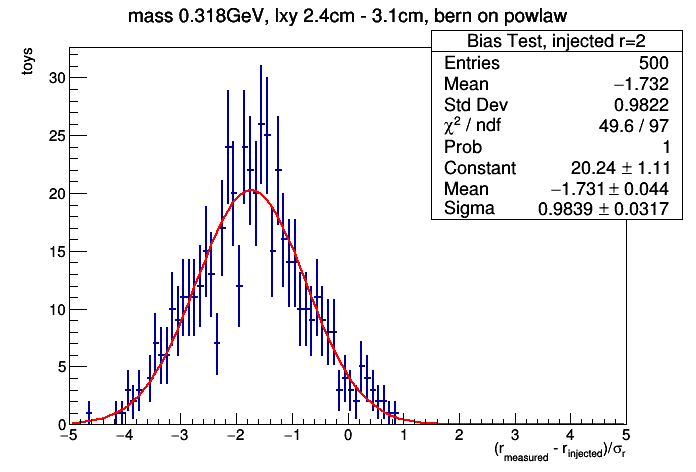 mass 0.318GeV, lxy 2.4cm - 3.1cm, bern on powlaw
toys
Bias Test, injected r=2
Entries 500
Mean −1.732
Std Dev 0.9822
χ² / ndf 49.6 / 97
Prob 1
Constant 20.24 ± 1.11
Mean −1.731 ± 0.044
Sigma 0.9839 ± 0.0317
30
25
20
15
10
5
0
−5 −4 −3 −2 −1 0 1 2 3 4 5
(r_measured - r_injected)/σ_r